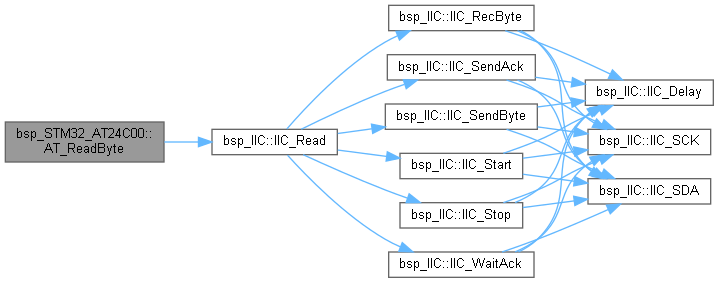 bsp_STM32_AT24C00::
AT_ReadByte
bsp_IIC::IIC_Read
bsp_IIC::IIC_RecByte
bsp_IIC::IIC_SendAck
bsp_IIC::IIC_SendByte
bsp_IIC::IIC_Start
bsp_IIC::IIC_Stop
bsp_IIC::IIC_WaitAck
bsp_IIC::IIC_Delay
bsp_IIC::IIC_SCK
bsp_IIC::IIC_SDA